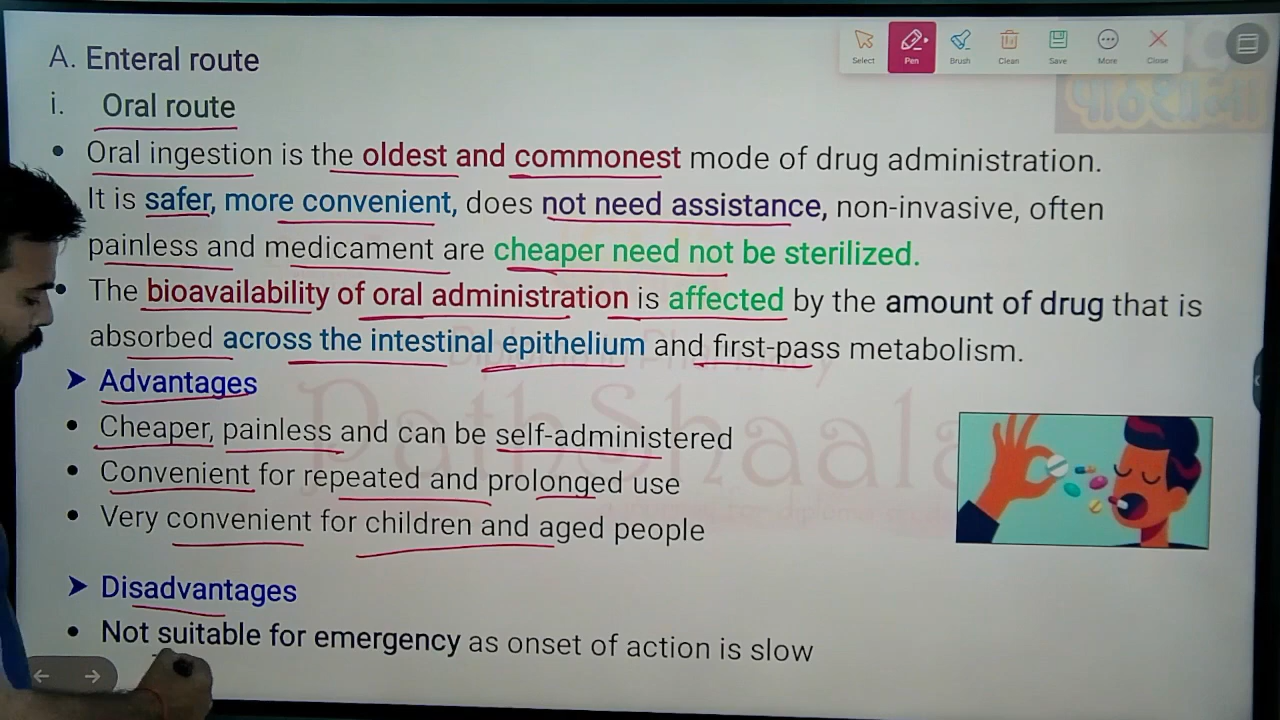 A. Enteral route
i. Oral route
• Oral ingestion is the oldest and commonest mode of drug administration.
It is safer, more convenient, does not need assistance, non-invasive, often
painless and medicament are cheaper need not be sterilized.
• The bioavailability of oral administration is affected by the amount of drug that is
absorbed across the intestinal epithelium and first-pass metabolism.
➤ Advantages
• Cheaper, painless and can be self-administered
• Convenient for repeated and prolonged use
• Very convenient for children and aged people
➤ Disadvantages
• Not suitable for emergency as onset of action is slow
Select Pen Brush Clean Save More Close
पाठशाला
Diploma in Pharmacy
PathShaala